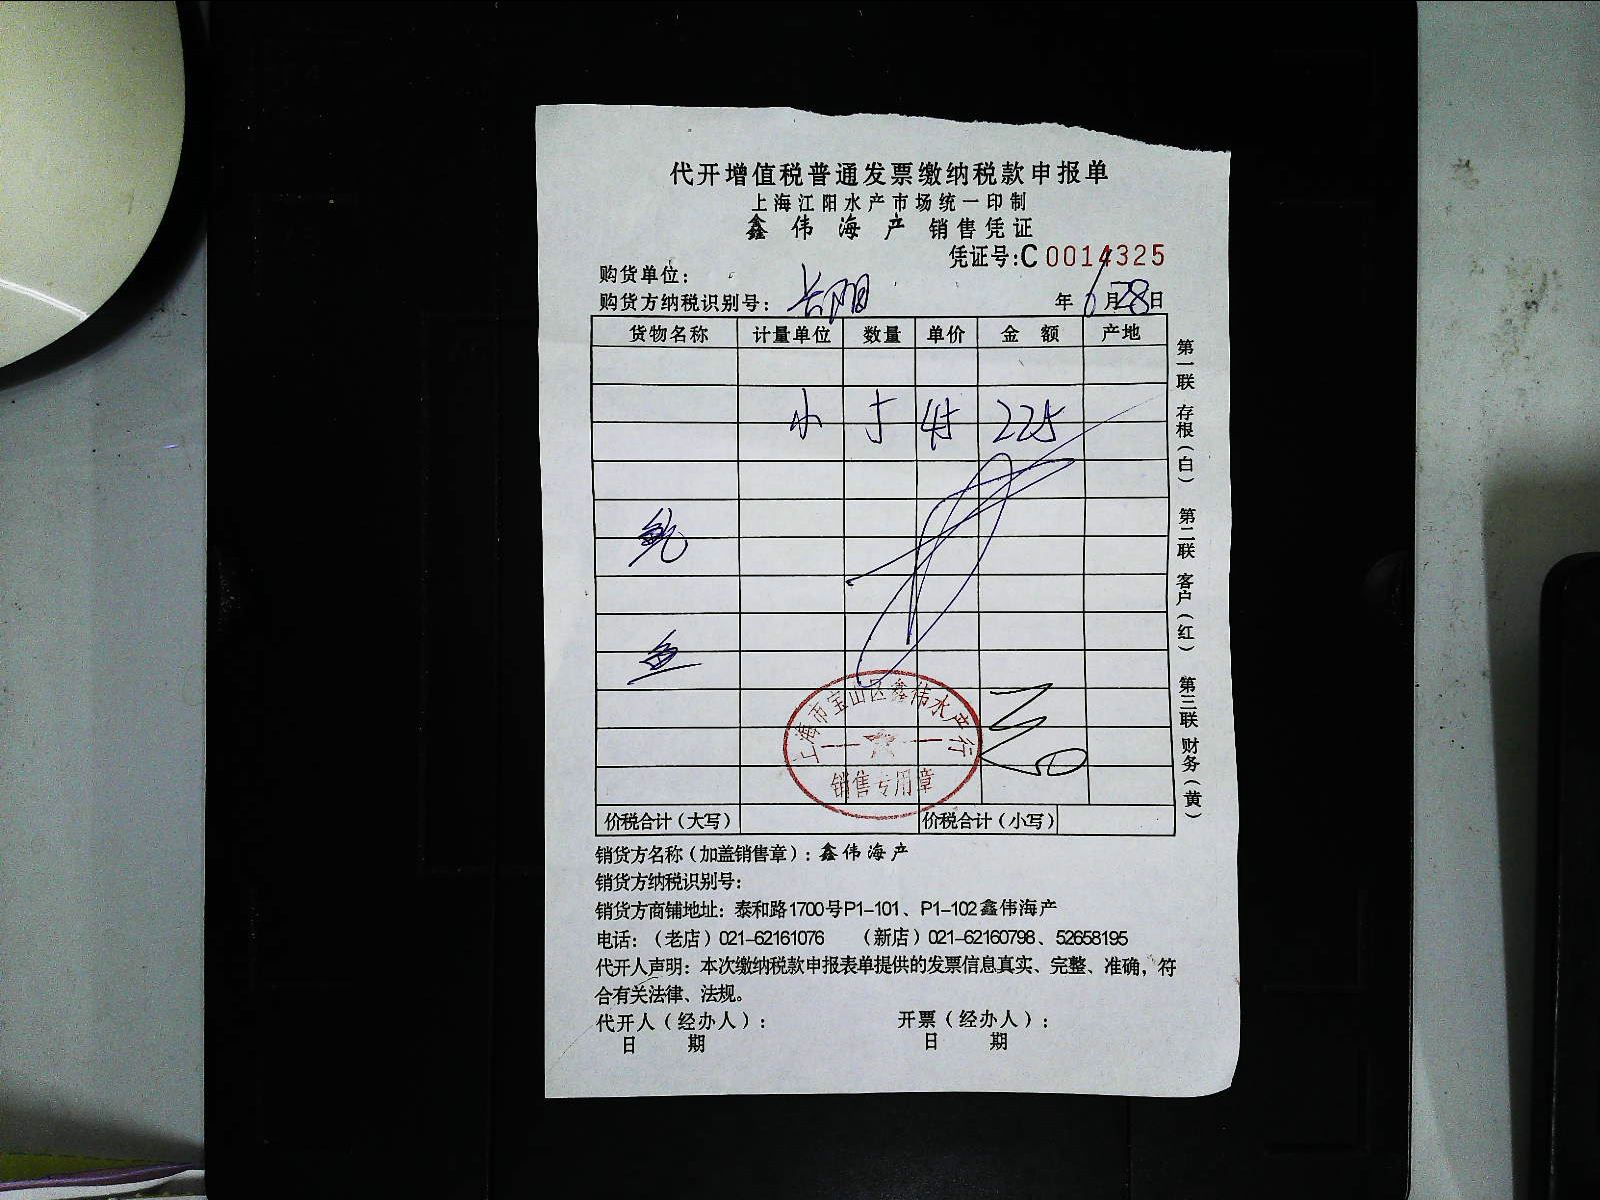 代开增值税普通发票缴纳税款申报单
上海江阳水产市场统一印制
鑫伟海产 销售凭证
凭证号:C 0014325
购货单位:
购货方纳税识别号: 长阳 年 6月28日
货物名称 计量单位 数量 单价 金额 产地
小 5 45 225
鲍
鱼
上海市宝山区鑫伟水产行
销售专用章
价税合计(大写) 价税合计(小写)
第一联 存根(白) 第二联 客户(红) 第三联 财务(黄)
销货方名称(加盖销售章): 鑫伟海产
销货方纳税识别号:
销货方商铺地址: 泰和路1700号P1-101、P1-102鑫伟海产
电话:(老店)021-62161076 (新店)021-62160798、52658195
代开人声明: 本次缴纳税款申报表单提供的发票信息真实、完整、准确,符
合有关法律、法规。
代开人(经办人): 开票(经办人):
日期 日期